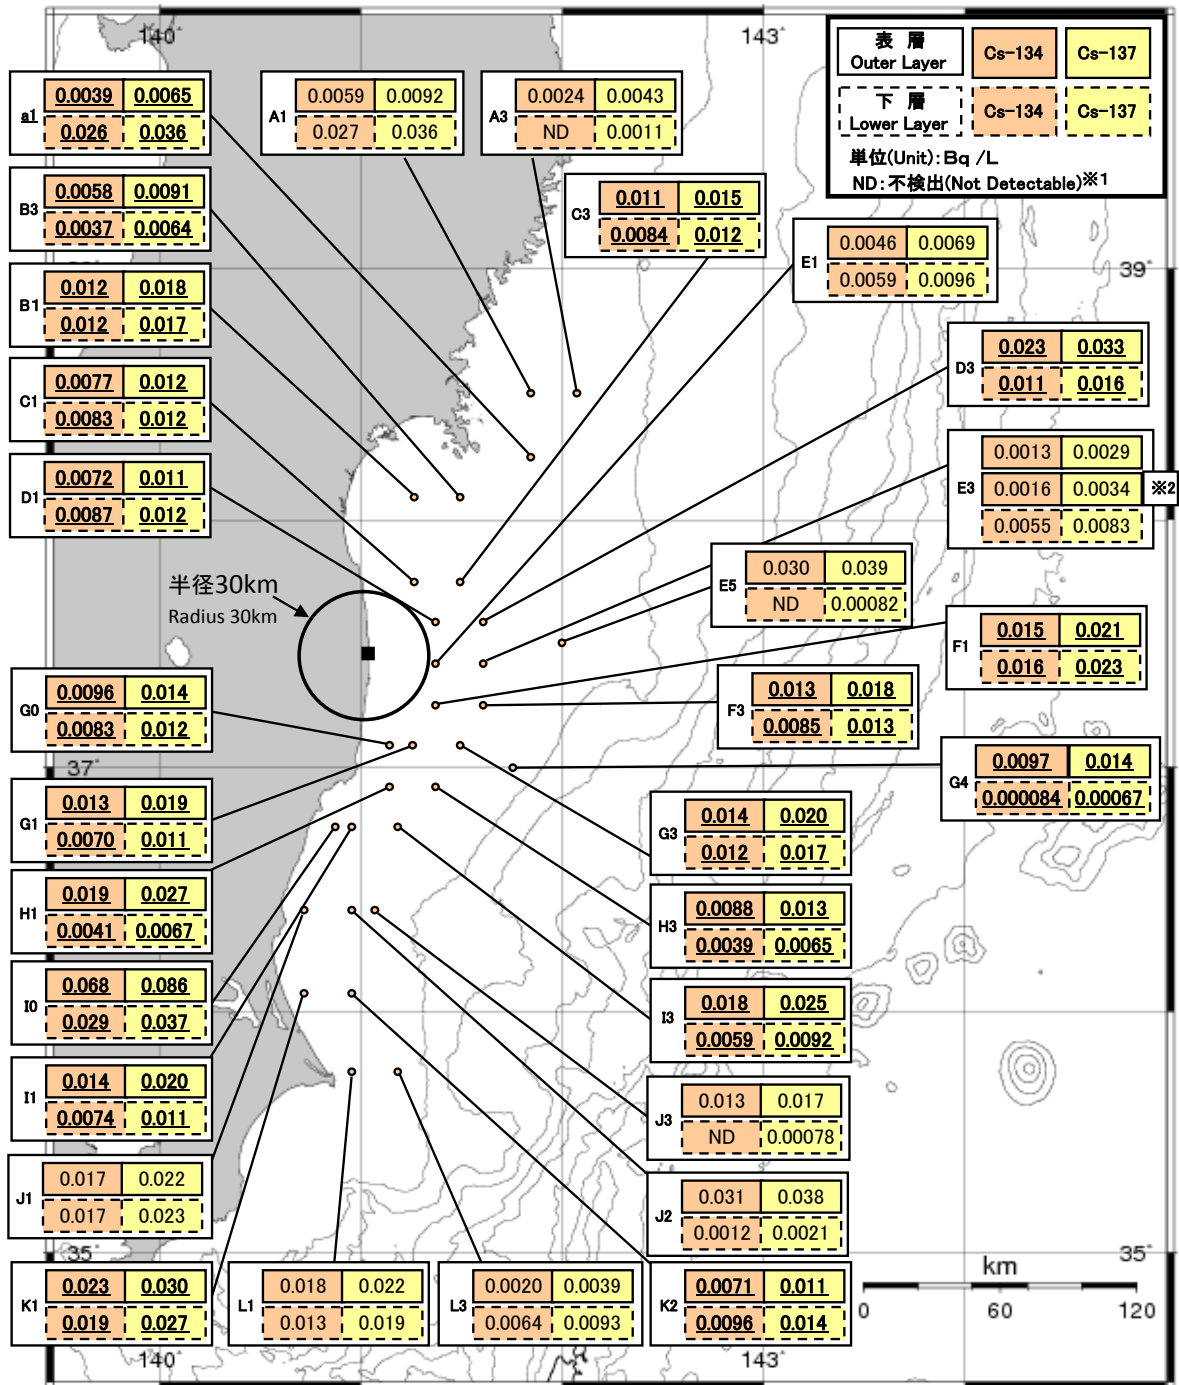 140°
143°
表 層
Outer Layer
Cs-134
Cs-137
下 層
Lower Layer
Cs-134
Cs-137
単位(Unit):Bq /L
ND:不検出(Not Detectable)※1
a1
0.0039 0.0065
0.026 0.036
A1
0.0059 0.0092
0.027 0.036
A3
0.0024 0.0043
ND 0.0011
B3
0.0058 0.0091
0.0037 0.0064
C3
0.011 0.015
0.0084 0.012
E1
0.0046 0.0069
0.0059 0.0096
39°
B1
0.012 0.018
0.012 0.017
D3
0.023 0.033
0.011 0.016
C1
0.0077 0.012
0.0083 0.012
E3
0.0013 0.0029
0.0016 0.0034 ※2
0.0055 0.0083
D1
0.0072 0.011
0.0087 0.012
E5
0.030 0.039
ND 0.00082
半径30km
Radius 30km
F1
0.015 0.021
0.016 0.023
G0
0.0096 0.014
0.0083 0.012
F3
0.013 0.018
0.0085 0.013
37°
G4
0.0097 0.014
0.000084 0.00067
G1
0.013 0.019
0.0070 0.011
G3
0.014 0.020
0.012 0.017
H1
0.019 0.027
0.0041 0.0067
H3
0.0088 0.013
0.0039 0.0065
I0
0.068 0.086
0.029 0.037
I3
0.018 0.025
0.0059 0.0092
I1
0.014 0.020
0.0074 0.011
J3
0.013 0.017
ND 0.00078
J1
0.017 0.022
0.017 0.023
J2
0.031 0.038
0.0012 0.0021
35°
35°
K1
0.023 0.030
0.019 0.027
L1
0.018 0.022
0.013 0.019
L3
0.0020 0.0039
0.0064 0.0093
K2
0.0071 0.011
0.0096 0.014
km
0 60 120
140°
143°